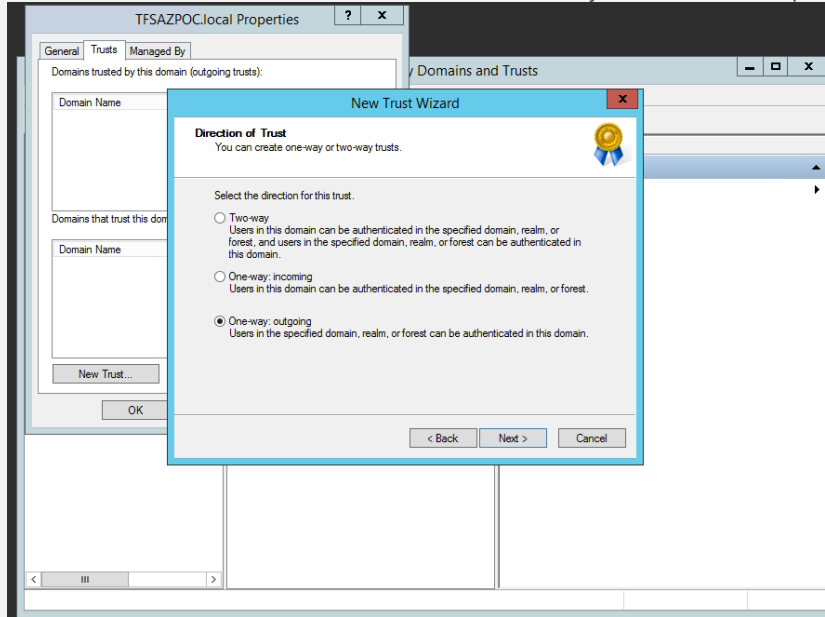 TFSAZPOC.local Properties
?
x
General
Trusts
Managed By
Domains trusted by this domain (outgoing trusts):
Domain Name
Domains that trust this dom
Domain Name
New Trust...
OK
Domains and Trusts
x
New Trust Wizard
x
Direction of Trust
You can create one-way or two-way trusts.
Select the direction for this trust.
Two-way
Users in this domain can be authenticated in the specified domain, realm, or
forest, and users in the specified domain, realm, or forest can be authenticated in
this domain.
One-way: incoming
Users in this domain can be authenticated in the specified domain, realm, or forest.
One-way: outgoing
Users in the specified domain, realm, or forest can be authenticated in this domain.
< Back
Next >
Cancel